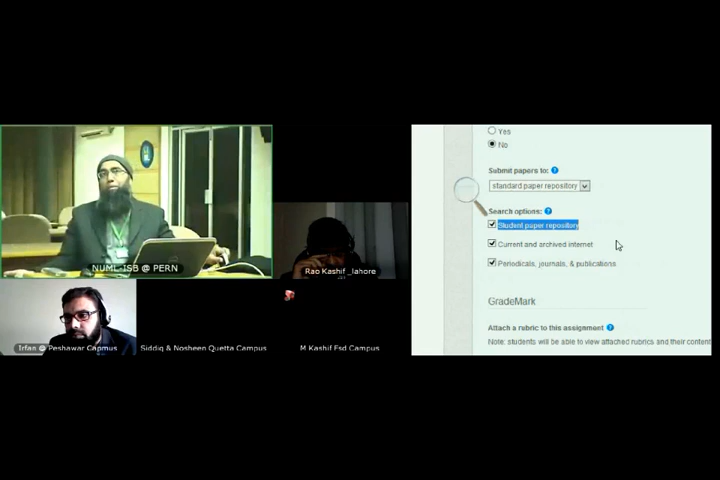 NUML-ISB @ PERN
Rao Kashif _lahore
Irfan @ Peshawar Capmus
Siddiq & Nosheen Quetta Campus
M Kashif Fsd Campus
Yes
No
Submit papers to:
standard paper repository
Search options:
Student paper repository
Current and archived internet
Periodicals, journals, & publications
GradeMark
Attach a rubric to this assignment
Note: students will be able to view attached rubrics and their content